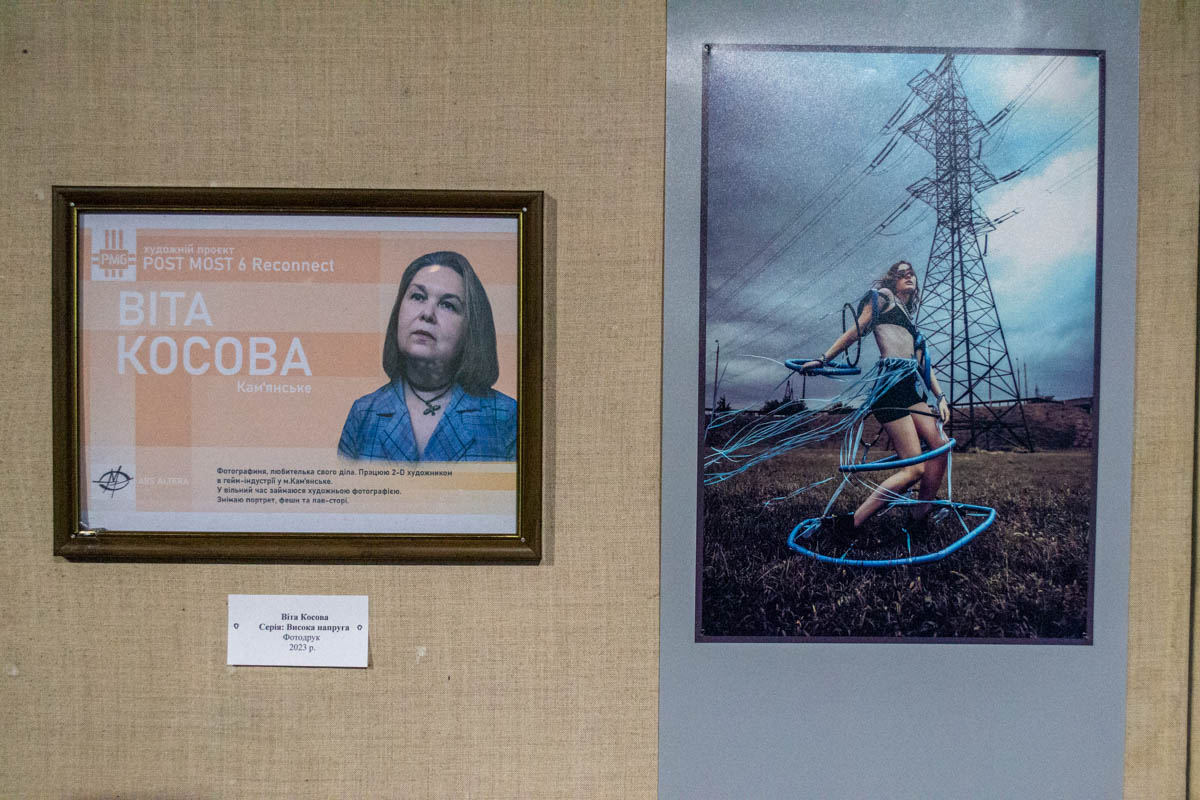 РМ6
художній проєкт
POST MOST 6 Reconnect
ВІТА
КОСОВА
Кам'янське
ARS ALTERA
Фотографиня, любителька свого діла. Працюю 2-D художником
в гейм-індустрії у м.Кам'янське.
У вільний час займаюся художньою фотографією.
Знімаю портрет, фешн та лав-сторі.
Віта Косова
Серія: Висока напруга
Фотодрук
2023 р.